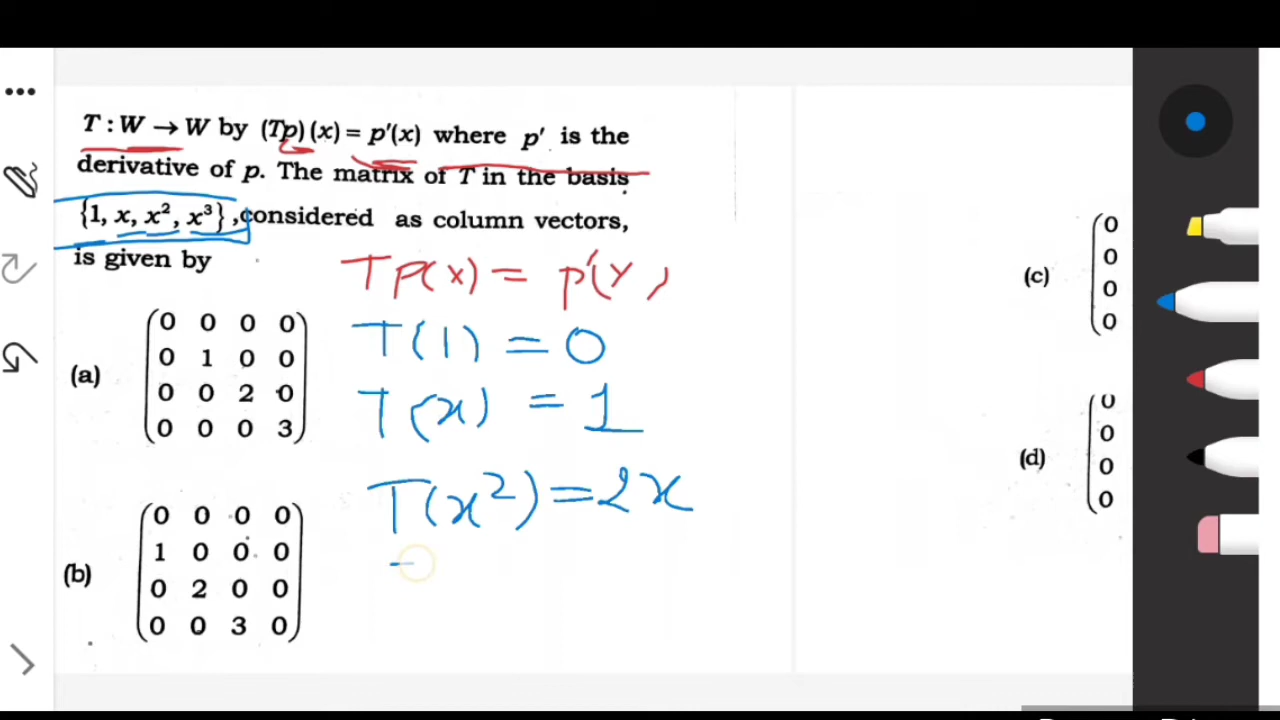 T : W → W by (Tp)(x) = p′(x) where p′ is the
derivative of p. The matrix of T in the basis
{1, x, x², x³}, considered as column vectors,
is given by
Tp(x) = p′(x)
T(1) = 0
T(x) = 1
T(x²) = 2x
(a)
0 0 0 0
0 1 0 0
0 0 2 0
0 0 0 3
(b)
0 0 0 0
1 0 0 0
0 2 0 0
0 0 3 0
(c)
0
0
0
0
(d)
0
0
0
0